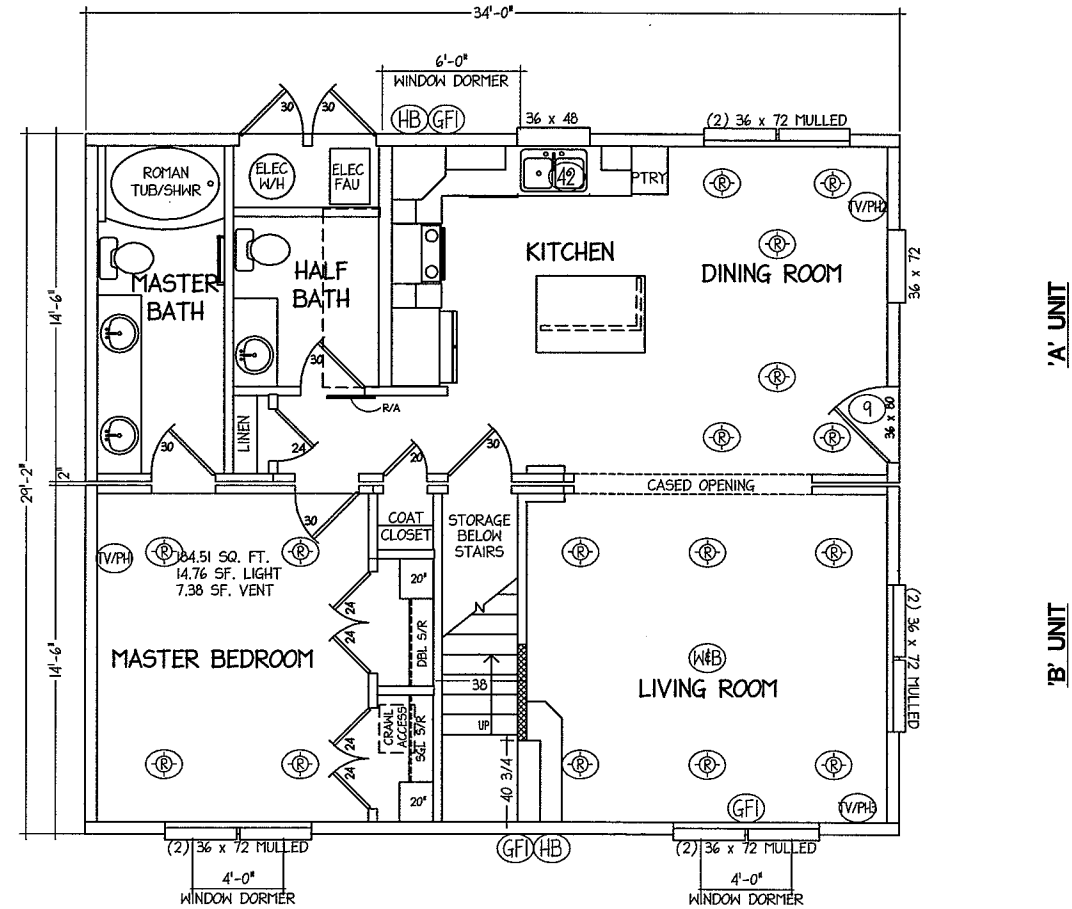 34'-0"
6'-0"
WINDOW DORMER
30
30
HB
GFI
36 x 48
(2) 36 x 72 MULLED
ROMAN
TUB/SHWR
ELEC
W/H
ELEC
FAU
42
PTRY
R
R
TV/PH2
R
36 x 72
MASTER
BATH
HALF
BATH
KITCHEN
DINING ROOM
14'-6"
'A' UNIT
30
R
R/A
9
36 x 80
LINEN
24
30
20
30
R
R
2"
29'-2"
CASED OPENING
30
COAT
CLOSET
STORAGE
BELOW
STAIRS
TV/PH
R
R
184.51 SQ. FT.
14.76 SF. LIGHT
7.38 SF. VENT
R
R
R
20"
24
24
DBL S/R
(2) 36 x 72 MULLED
'B' UNIT
MASTER BEDROOM
14'-6"
W&B
LIVING ROOM
38
UP
CRAWL
ACCESS
SGL S/R
24
24
R
R
20"
40 3/4
R
R
R
GFI
TV/PH3
GFI
HB
(2) 36 x 72 MULLED
(2) 36 x 72 MULLED
4'-0"
WINDOW DORMER
4'-0"
WINDOW DORMER